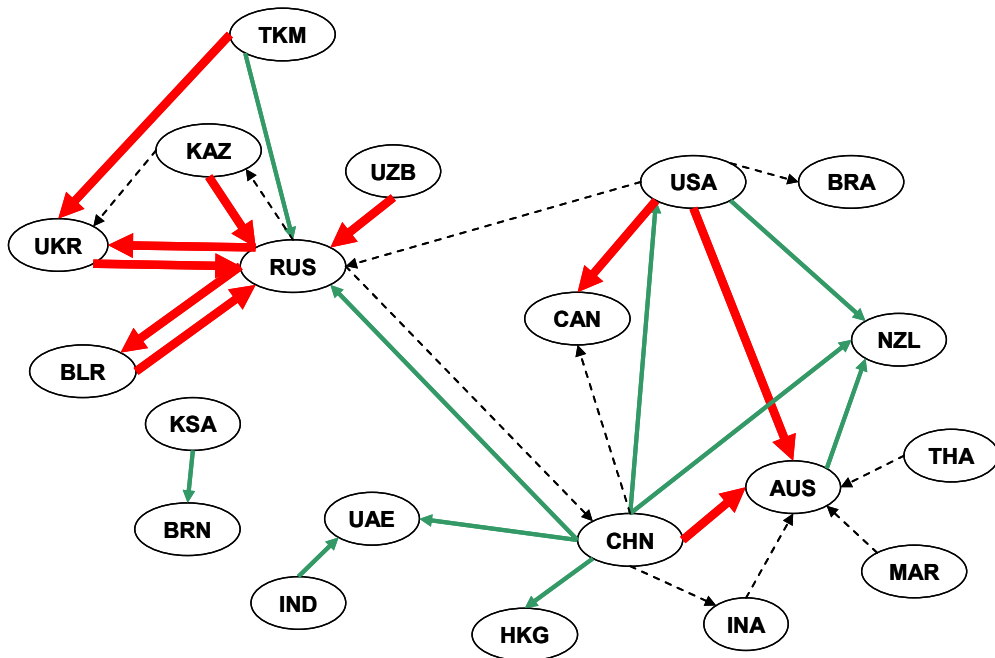 TKM
KAZ
UZB
USA
BRA
UKR
RUS
CAN
NZL
BLR
KSA
THA
AUS
UAE
BRN
CHN
MAR
IND
INA
HKG